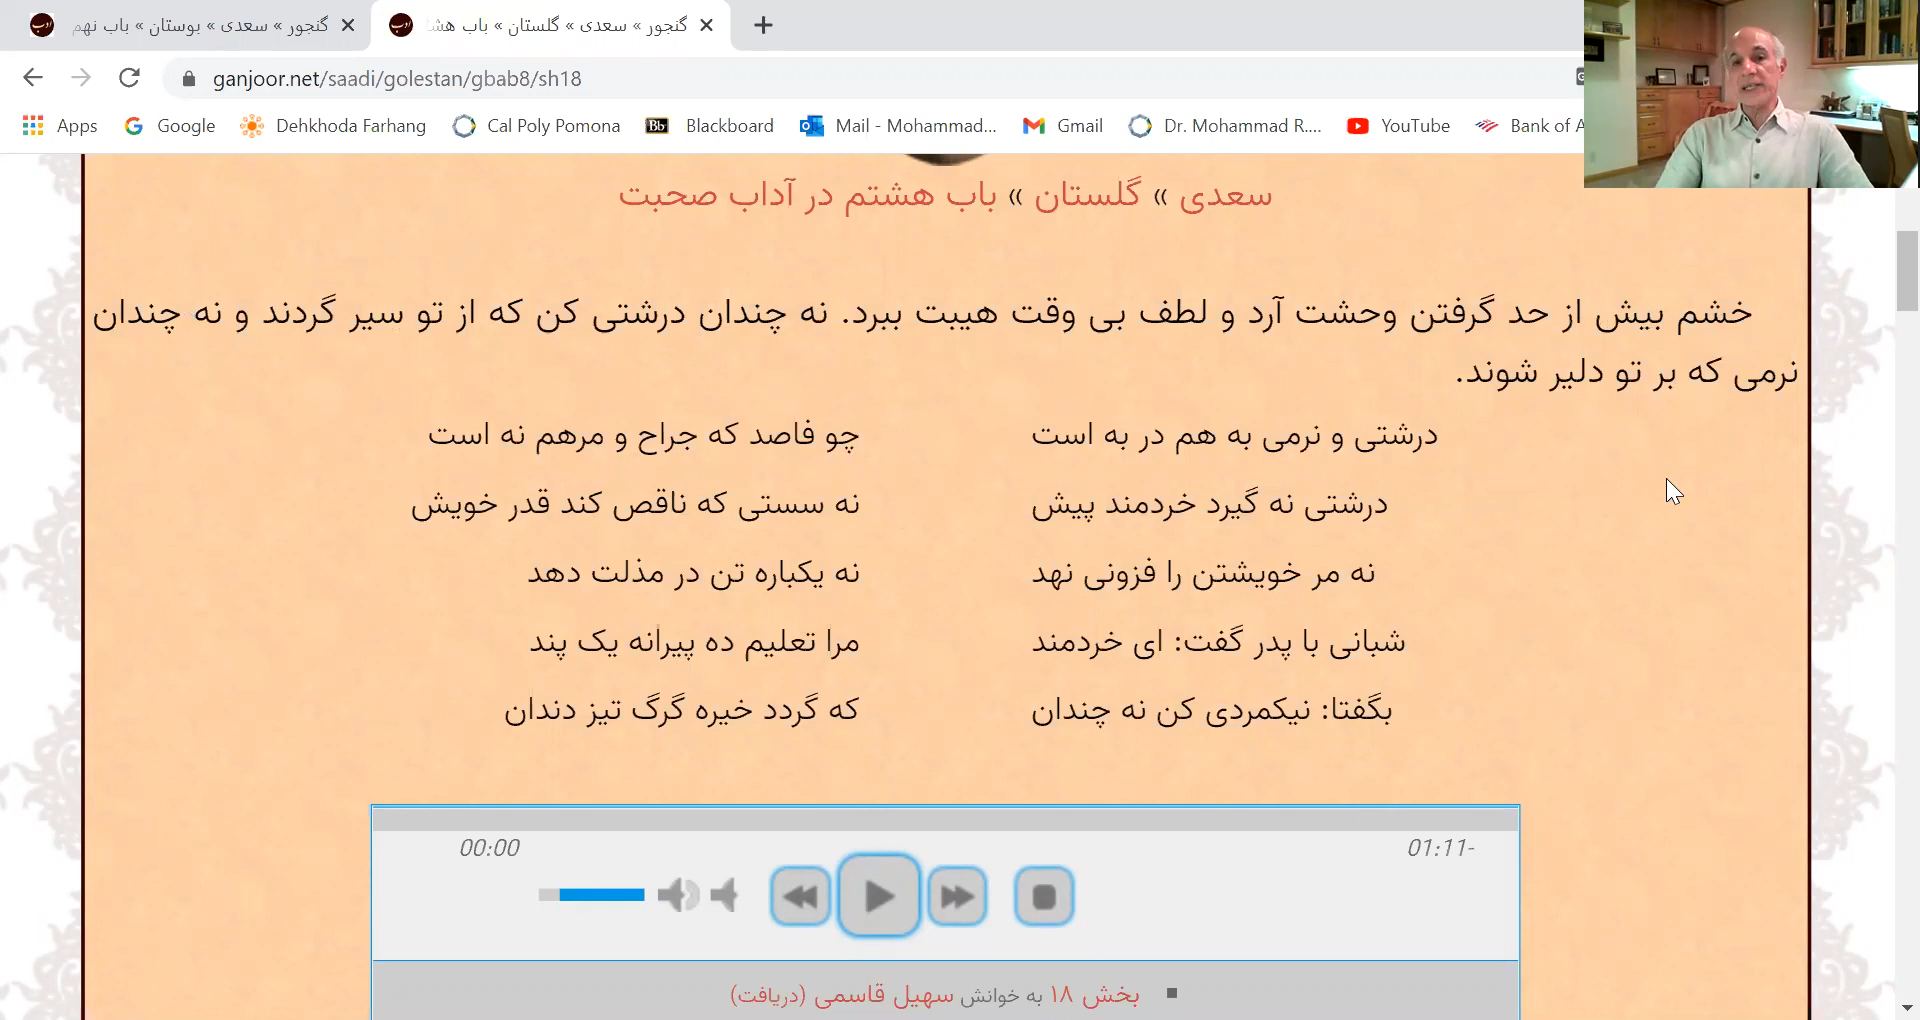 گنجور » سعدی » بوستان » باب نهم
گنجور » سعدی » گلستان » باب هشت
ganjoor.net/saadi/golestan/gbab8/sh18
Apps Google Dehkhoda Farhang Cal Poly Pomona Bb Blackboard Mail - Mohammad... Gmail Dr. Mohammad R.... YouTube Bank of A
سعدی » گلستان » باب هشتم در آداب صحبت
خشم بیش از حد گرفتن وحشت آرد و لطف بی وقت هیبت ببرد. نه چندان درشتی کن که از تو سیر گردند و نه چندان
نرمی که بر تو دلیر شوند.
درشتی و نرمی به هم در به است
چو فاصد که جراح و مرهم نه است
درشتی نه گیرد خردمند پیش
نه سستی که ناقص کند قدر خویش
نه مر خویشتن را فزونی نهد
نه یکباره تن در مذلت دهد
شبانی با پدر گفت: ای خردمند
مرا تعلیم ده پیرانه یک پند
بگفتا: نیکمردی کن نه چندان
که گردد خیره گرگ تیز دندان
00:00
01:11-
بخش ۱۸ به خوانش سهیل قاسمی (دریافت)